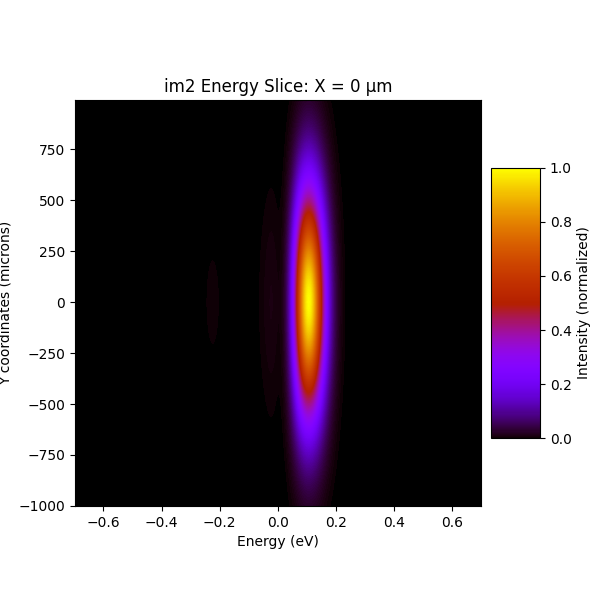 im2 Energy Slice: X = 0 μm
750
500
250
0
−250
−500
−750
−1000
Y coordinates (microns)
−0.6 −0.4 −0.2 0.0 0.2 0.4 0.6
Energy (eV)
1.0
0.8
0.6
0.4
0.2
0.0
Intensity (normalized)